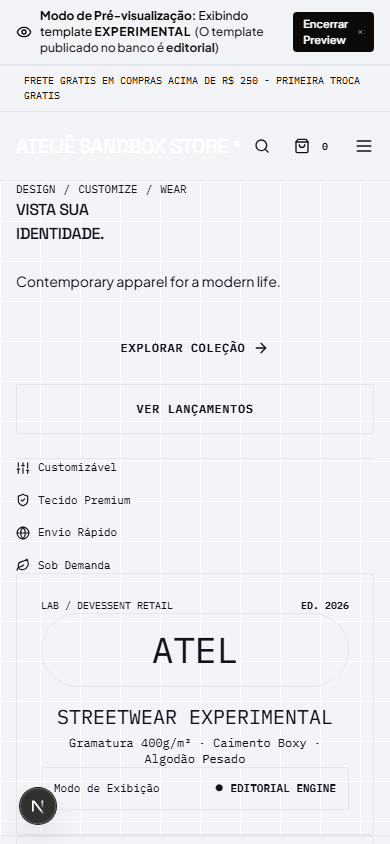 Modo de Pré-visualização: Exibindo
template EXPERIMENTAL (O template
publicado no banco é editorial)
Encerrar
Preview ×
FRETE GRATIS EM COMPRAS ACIMA DE R$ 250 - PRIMEIRA TROCA
GRATIS
ATELIÊ SANDBOX STORE ®
0
DESIGN / CUSTOMIZE / WEAR
VISTA SUA
IDENTIDADE.
Contemporary apparel for a modern life.
EXPLORAR COLEÇÃO →
VER LANÇAMENTOS
Customizável
Tecido Premium
Envio Rápido
Sob Demanda
LAB / DEVESSENT RETAIL
ED. 2026
ATEL
STREETWEAR EXPERIMENTAL
Gramatura 400g/m² · Caimento Boxy ·
Algodão Pesado
Modo de Exibição
● EDITORIAL ENGINE
N